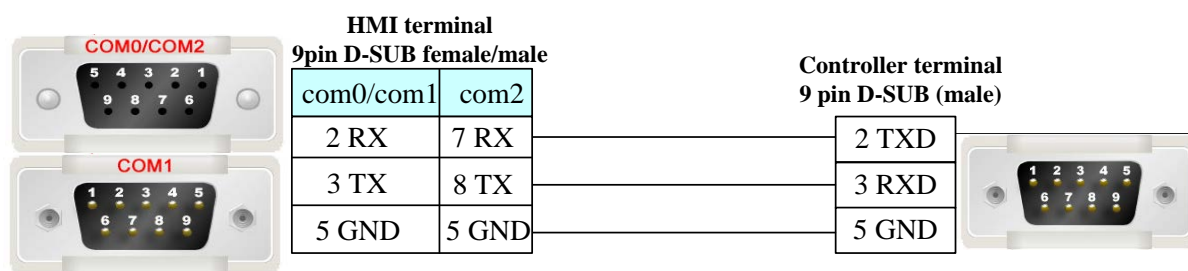 COM0/COM2
5 4 3 2 1
9 8 7 6
COM1
1 2 3 4 5
6 7 8 9
HMI terminal
9pin D-SUB female/male
com0/com1 com2
2 RX 7 RX
3 TX 8 TX
5 GND 5 GND
Controller terminal
9 pin D-SUB (male)
2 TXD
3 RXD
5 GND
1 2 3 4 5
6 7 8 9